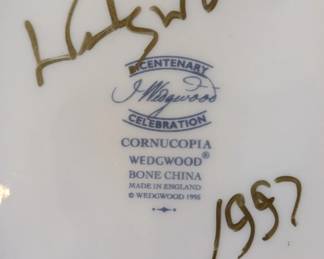 BICENTENARY
J Wedgwood
CELEBRATION
CORNUCOPIA
WEDGWOOD®
BONE CHINA
MADE IN ENGLAND
© WEDGWOOD 1995
1997